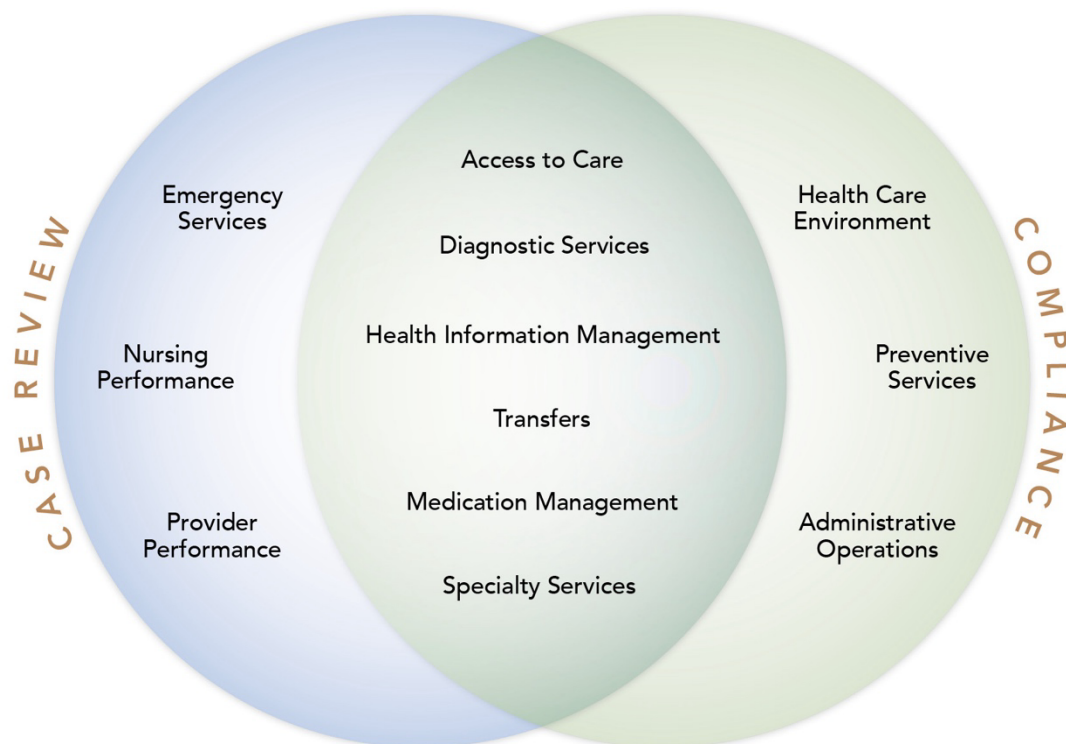 CASE REVIEW
Emergency
Services
Nursing
Performance
Provider
Performance
Access to Care
Diagnostic Services
Health Information Management
Transfers
Medication Management
Specialty Services
Health Care
Environment
Preventive
Services
Administrative
Operations
COMPLIANCE